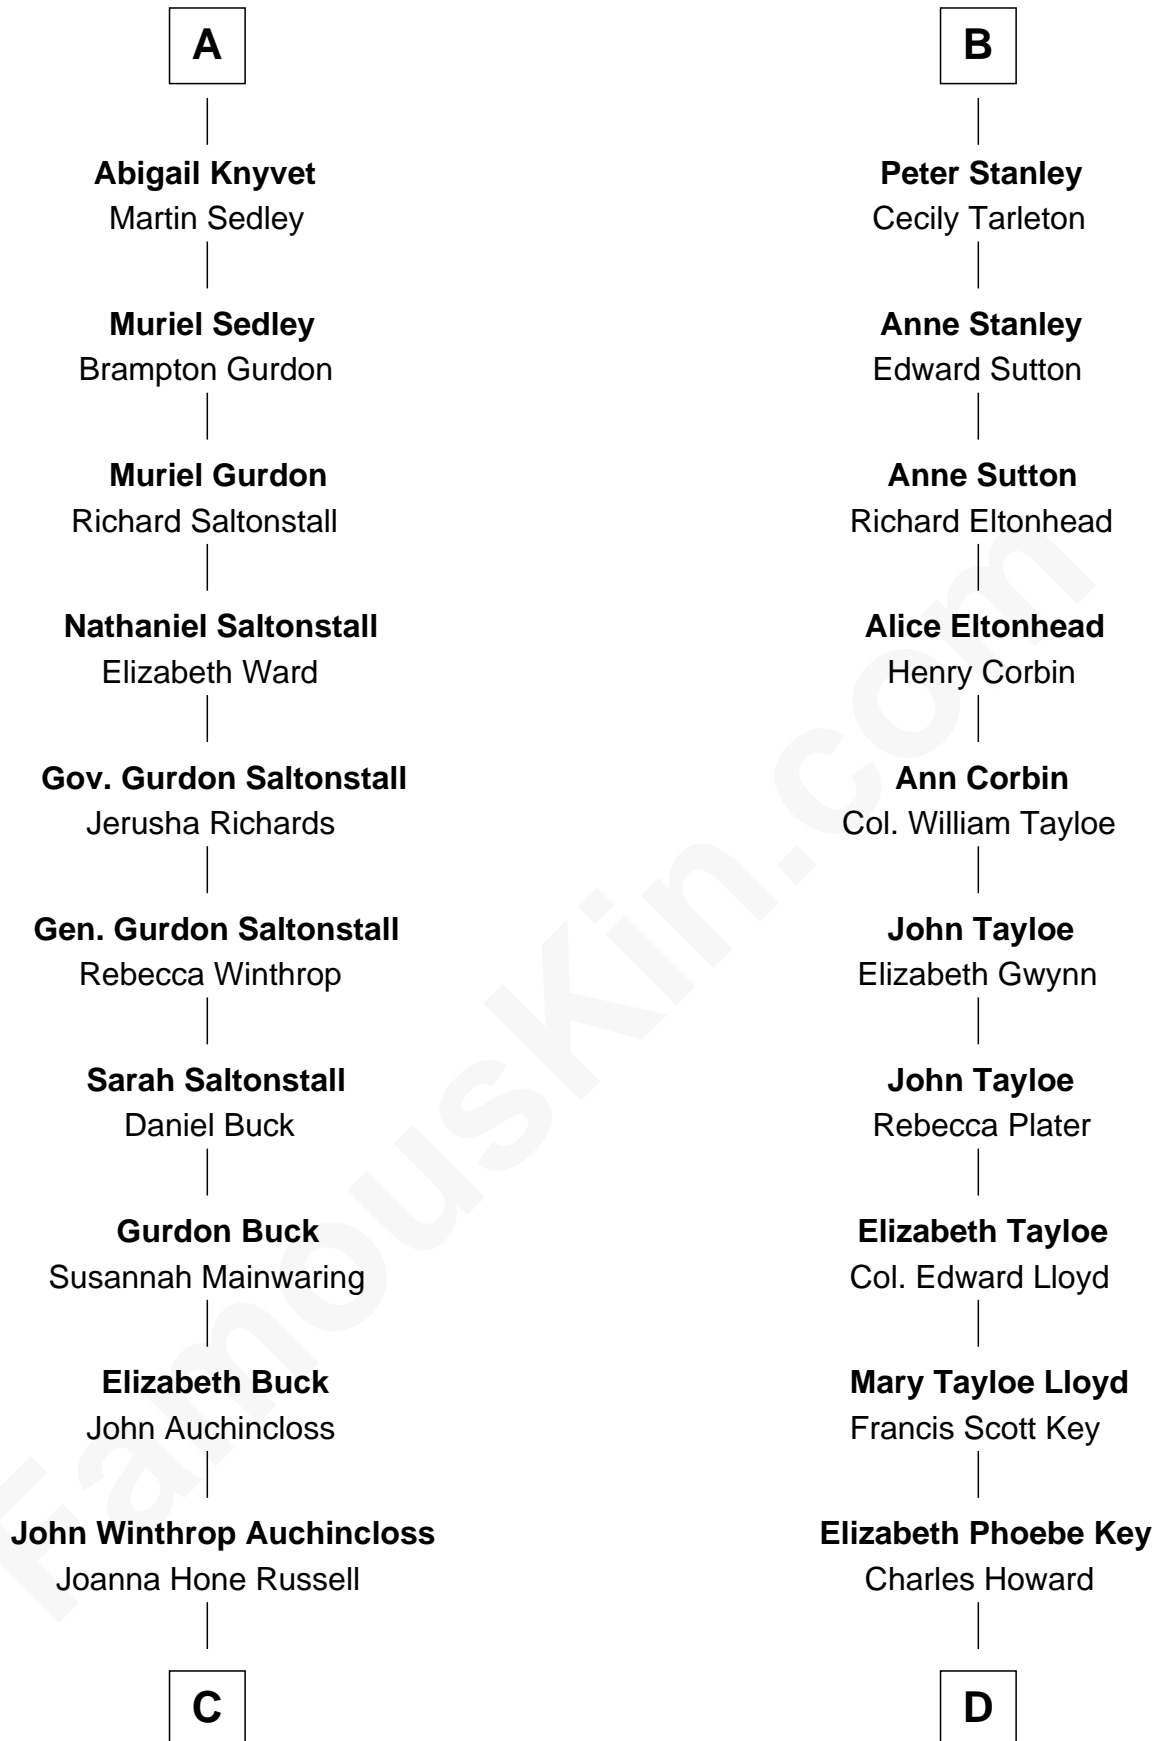 A
Abigail Knyvet
Martin Sedley
Muriel Sedley
Brampton Gurdon
Muriel Gurdon
Richard Saltonstall
Nathaniel Saltonstall
Elizabeth Ward
Gov. Gurdon Saltonstall
Jerusha Richards
Gen. Gurdon Saltonstall
Rebecca Winthrop
Sarah Saltonstall
Daniel Buck
Gurdon Buck
Susannah Mainwaring
Elizabeth Buck
John Auchincloss
John Winthrop Auchincloss
Joanna Hone Russell
C
B
Peter Stanley
Cecily Tarleton
Anne Stanley
Edward Sutton
Anne Sutton
Richard Eltonhead
Alice Eltonhead
Henry Corbin
Ann Corbin
Col. William Tayloe
John Tayloe
Elizabeth Gwynn
John Tayloe
Rebecca Plater
Elizabeth Tayloe
Col. Edward Lloyd
Mary Tayloe Lloyd
Francis Scott Key
Elizabeth Phoebe Key
Charles Howard
D
FamousKin.com